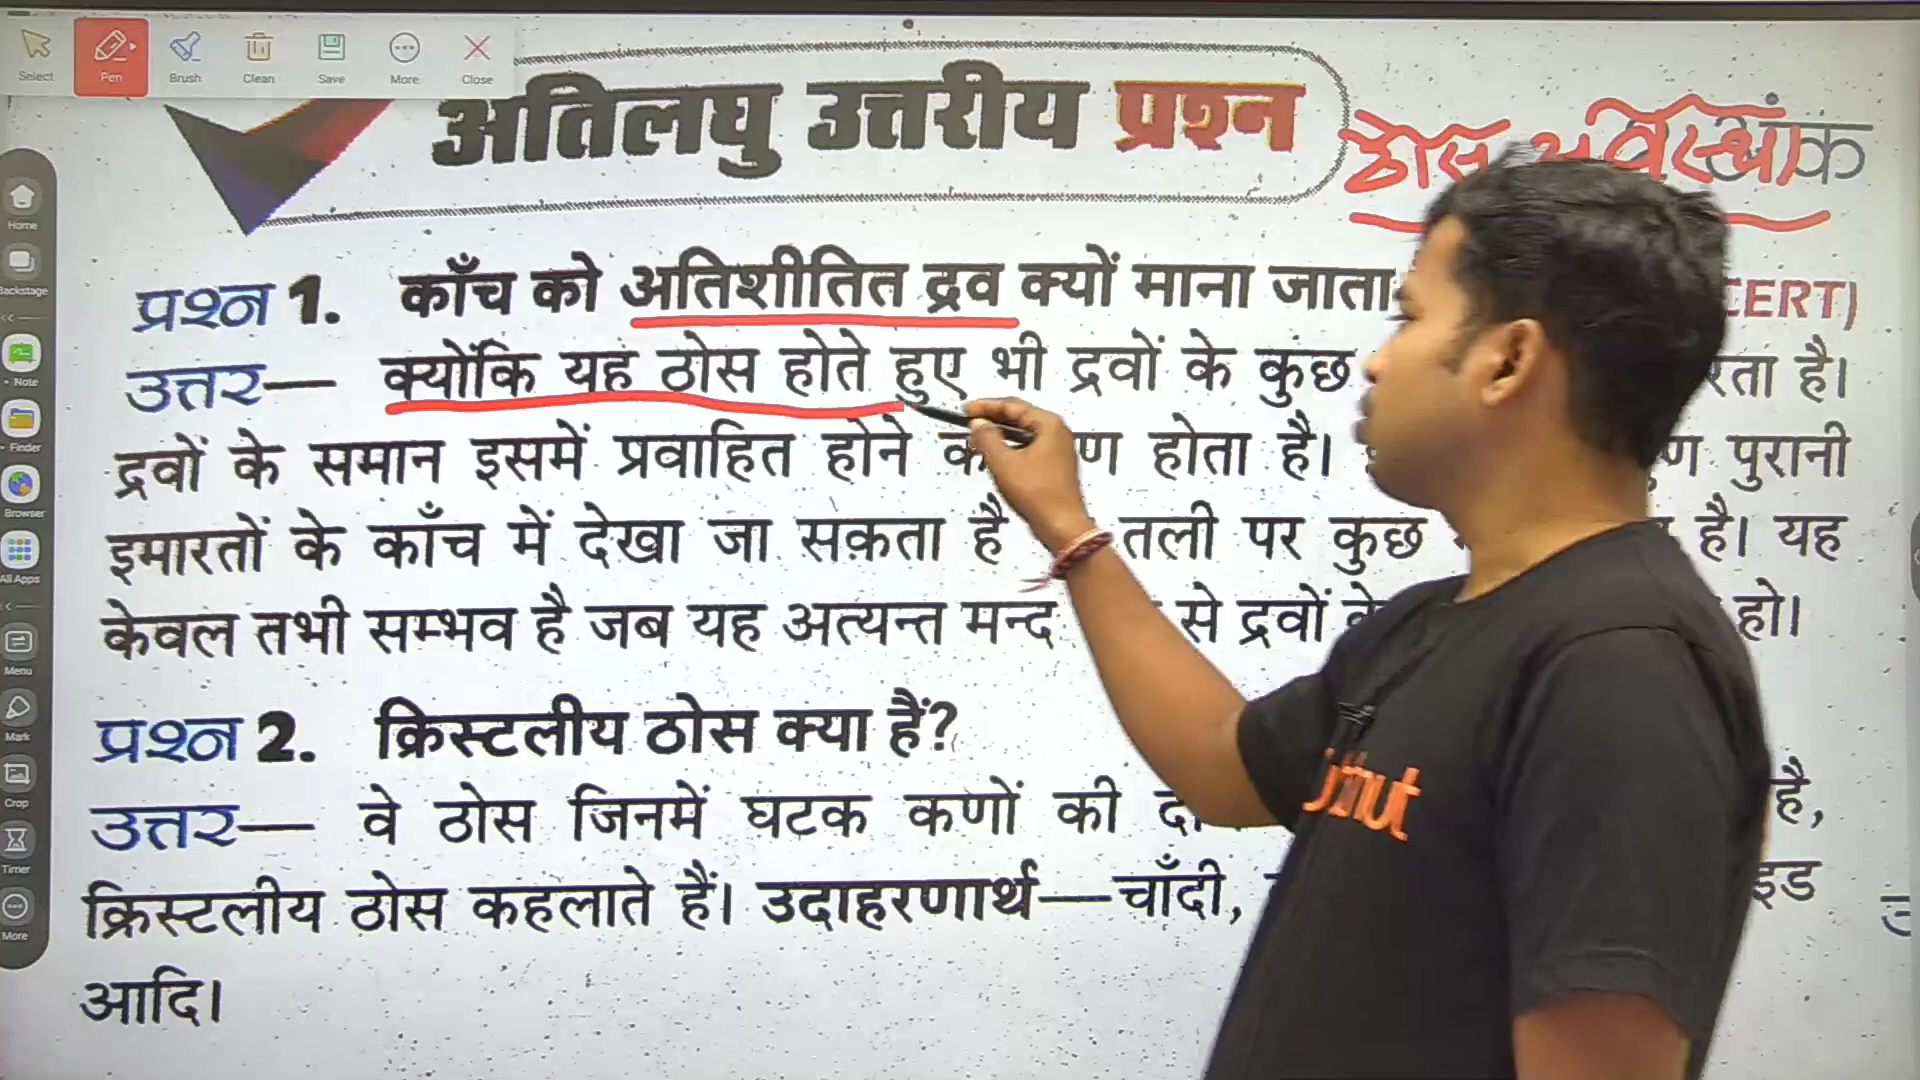 Select Pen Brush Clean Save More Close
अतिलघु उत्तरीय प्रश्न
ठोस अवस्था
प्रश्न 1. काँच को अतिशीतित द्रव क्यों माना जाता
उत्तर— क्योंकि यह ठोस होते हुए भी द्रवों के कुछ है।
द्रवों के समान इसमें प्रवाहित होने होता है। पुरानी
इमारतों के काँच में देखा जा सकता है तली पर कुछ है। यह
केवल तभी सम्भव है जब यह अत्यन्त मन्द से द्रवों हो।
प्रश्न 2. क्रिस्टलीय ठोस क्या हैं?
उत्तर— वे ठोस जिनमें घटक कणों की है,
क्रिस्टलीय ठोस कहलाते हैं। उदाहरणार्थ—चाँदी,
आदि।
Home
Backstage
Note
Finder
Browser
All Apps
Menu
Mark
Crop
Timer
More